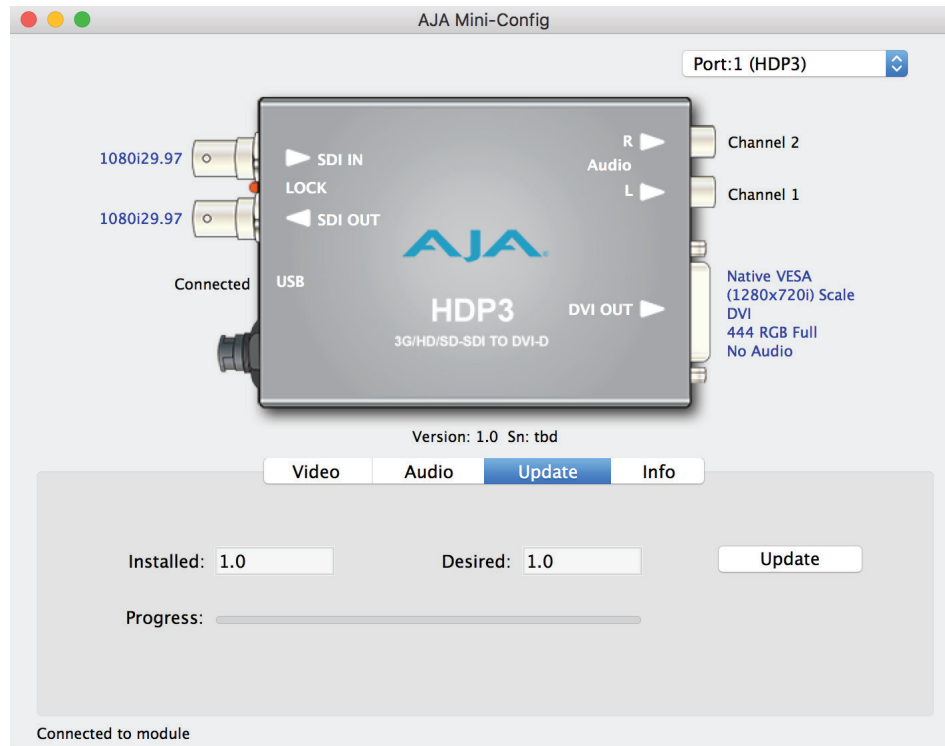 AJA Mini-Config
Port:1 (HDP3)
1080i29.97
SDI IN
R
Audio
Channel 2
LOCK
L
Channel 1
1080i29.97
SDI OUT
AJA
Connected
USB
HDP3
DVI OUT
3G/HD/SD-SDI TO DVI-D
Native VESA
(1280x720i) Scale
DVI
444 RGB Full
No Audio
Version: 1.0 Sn: tbd
Video Audio Update Info
Installed: 1.0 Desired: 1.0 Update
Progress:
Connected to module